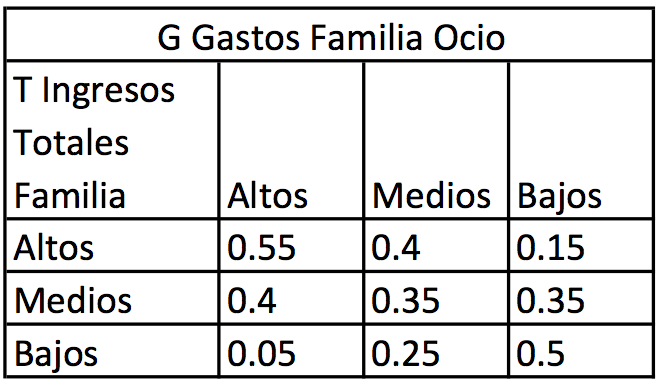 G Gastos Familia Ocio
T Ingresos
Totales
Familia Altos Medios Bajos
Altos 0.55 0.4 0.15
Medios 0.4 0.35 0.35
Bajos 0.05 0.25 0.5